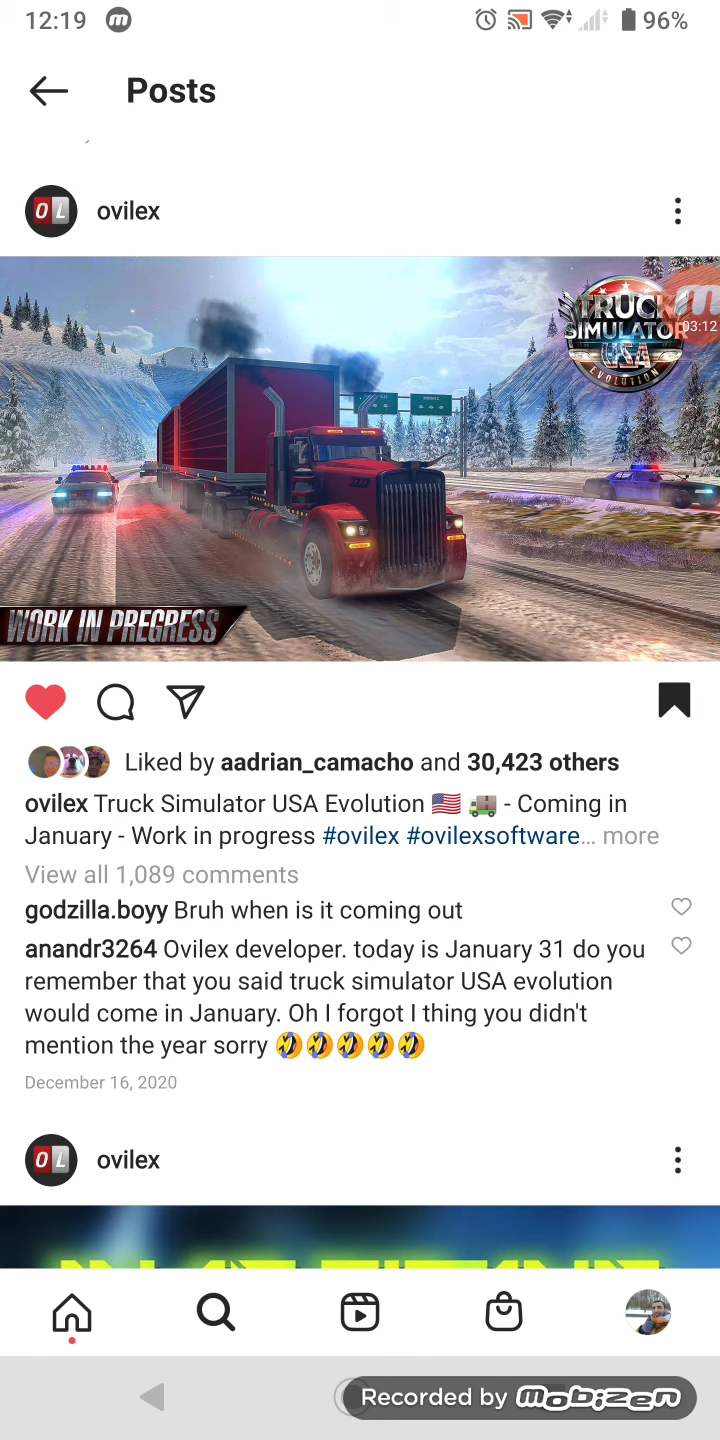 12:19
96%
Posts
OL ovilex
TRUCK
SIMULATOR
USA
EVOLUTION
03:12
WORK IN PREGRESS
Liked by aadrian_camacho and 30,423 others
ovilex Truck Simulator USA Evolution 🇺🇸 🚚 - Coming in
January - Work in progress #ovilex #ovilexsoftware... more
View all 1,089 comments
godzilla.boyy Bruh when is it coming out
anandr3264 Ovilex developer. today is January 31 do you
remember that you said truck simulator USA evolution
would come in January. Oh I forgot I thing you didn't
mention the year sorry 🤣🤣🤣🤣🤣
December 16, 2020
OL ovilex
Recorded by Mobizen